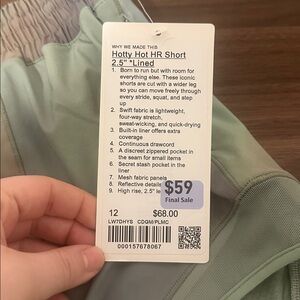 WHY WE MADE THIS
Hotty Hot HR Short
2.5" *Lined
1. Born to run but with room for
everything else. These iconic
shorts are cut with a wider leg
so you can move freely through
every stride, squat, and step
up
2. Swift fabric is lightweight,
four-way stretch,
sweat-wicking, and quick-drying
3. Built-in liner offers extra
coverage
4. Continuous drawcord
5. A discreet zippered pocket in
the seam for small items
6. Secret stash pocket in the
liner
7. Mesh fabric panels
8. Reflective details
9. High rise, 2.5" le
$59
Final Sale
12 $68.00
LW7DHYS CDGM/PLMC
000157678067